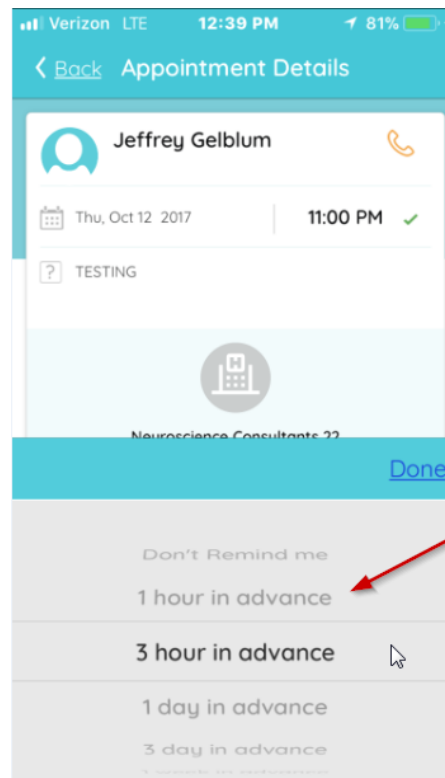 Verizon LTE 12:39 PM 81%
Back Appointment Details
Jeffrey Gelblum
Thu, Oct 12 2017 11:00 PM
? TESTING
H
Neuroscience Consultants 22
Done
Don't Remind me
1 hour in advance
3 hour in advance
1 day in advance
3 day in advance